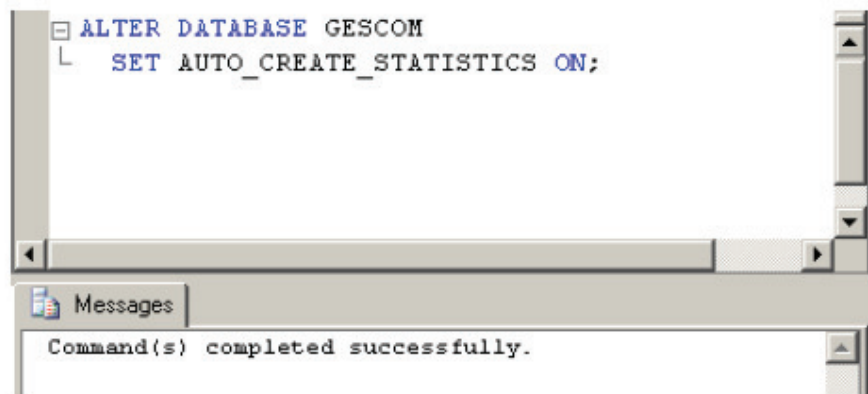 ALTER DATABASE GESCOM
SET AUTO_CREATE_STATISTICS ON;
Messages
Command(s) completed successfully.